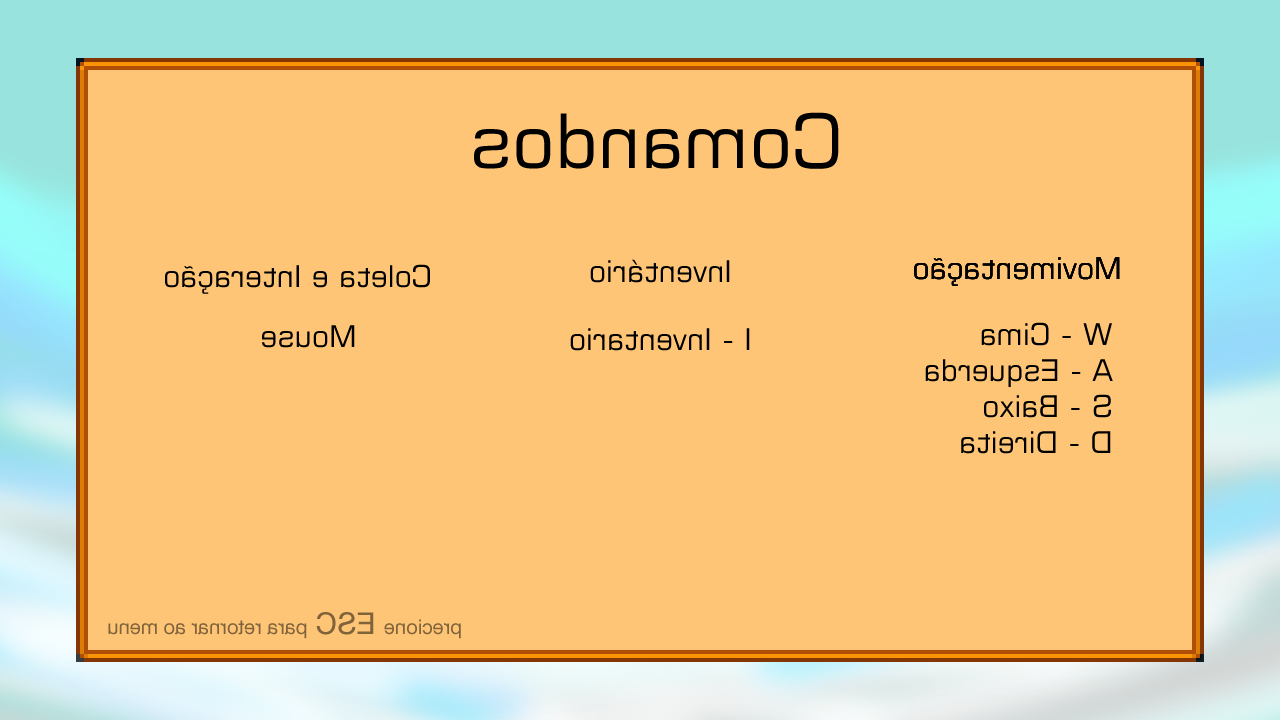 Comandos
Movimentação
W - Cima
A - Esquerda
S - Baixo
D - Direita
Inventário
I - Inventario
Coleta e Interação
Mouse
precione ESC para retornar ao menu